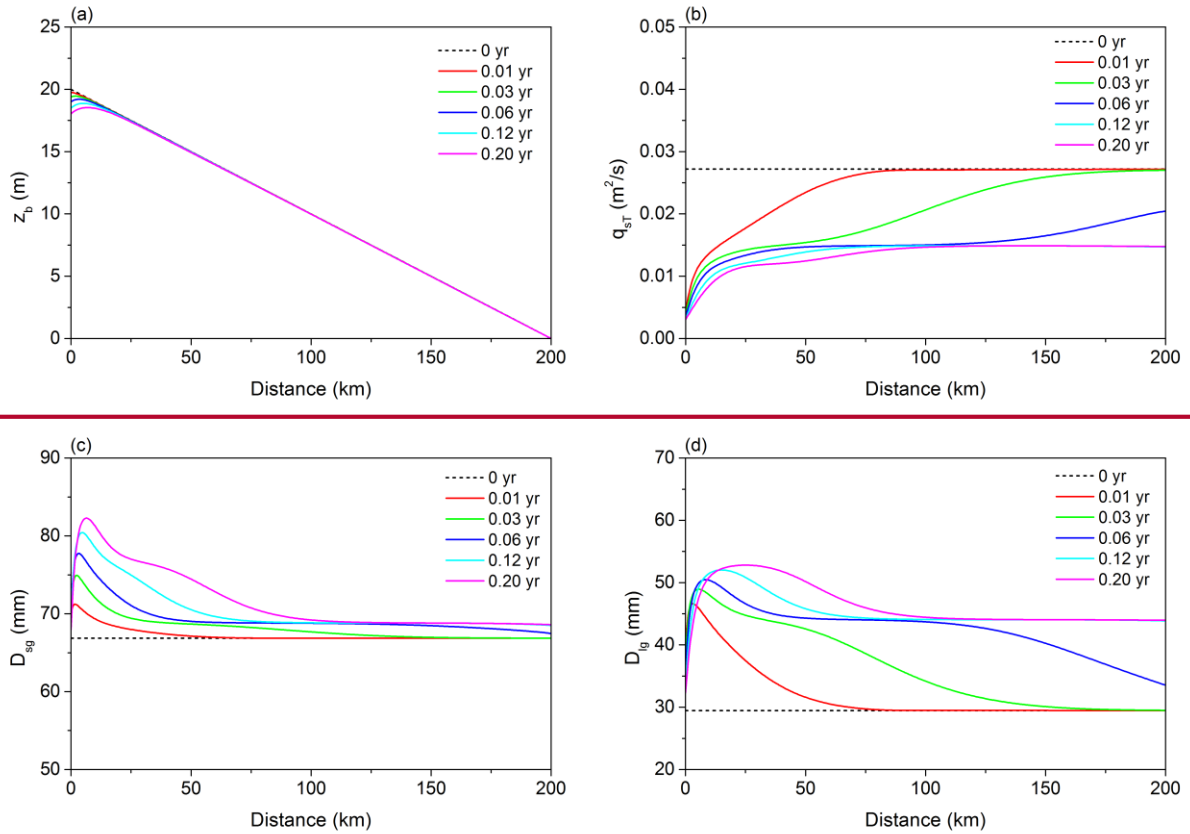 (a)
25
20
15
10
5
0
z_b (m)
0 50 100 150 200
Distance (km)
0 yr
0.01 yr
0.03 yr
0.06 yr
0.12 yr
0.20 yr
(b)
0.05
0.04
0.03
0.02
0.01
0.00
q_sT (m²/s)
0 50 100 150 200
Distance (km)
0 yr
0.01 yr
0.03 yr
0.06 yr
0.12 yr
0.20 yr
(c)
90
80
70
60
50
D_sg (mm)
0 50 100 150 200
Distance (km)
0 yr
0.01 yr
0.03 yr
0.06 yr
0.12 yr
0.20 yr
(d)
70
60
50
40
30
20
D_lg (mm)
0 50 100 150 200
Distance (km)
0 yr
0.01 yr
0.03 yr
0.06 yr
0.12 yr
0.20 yr